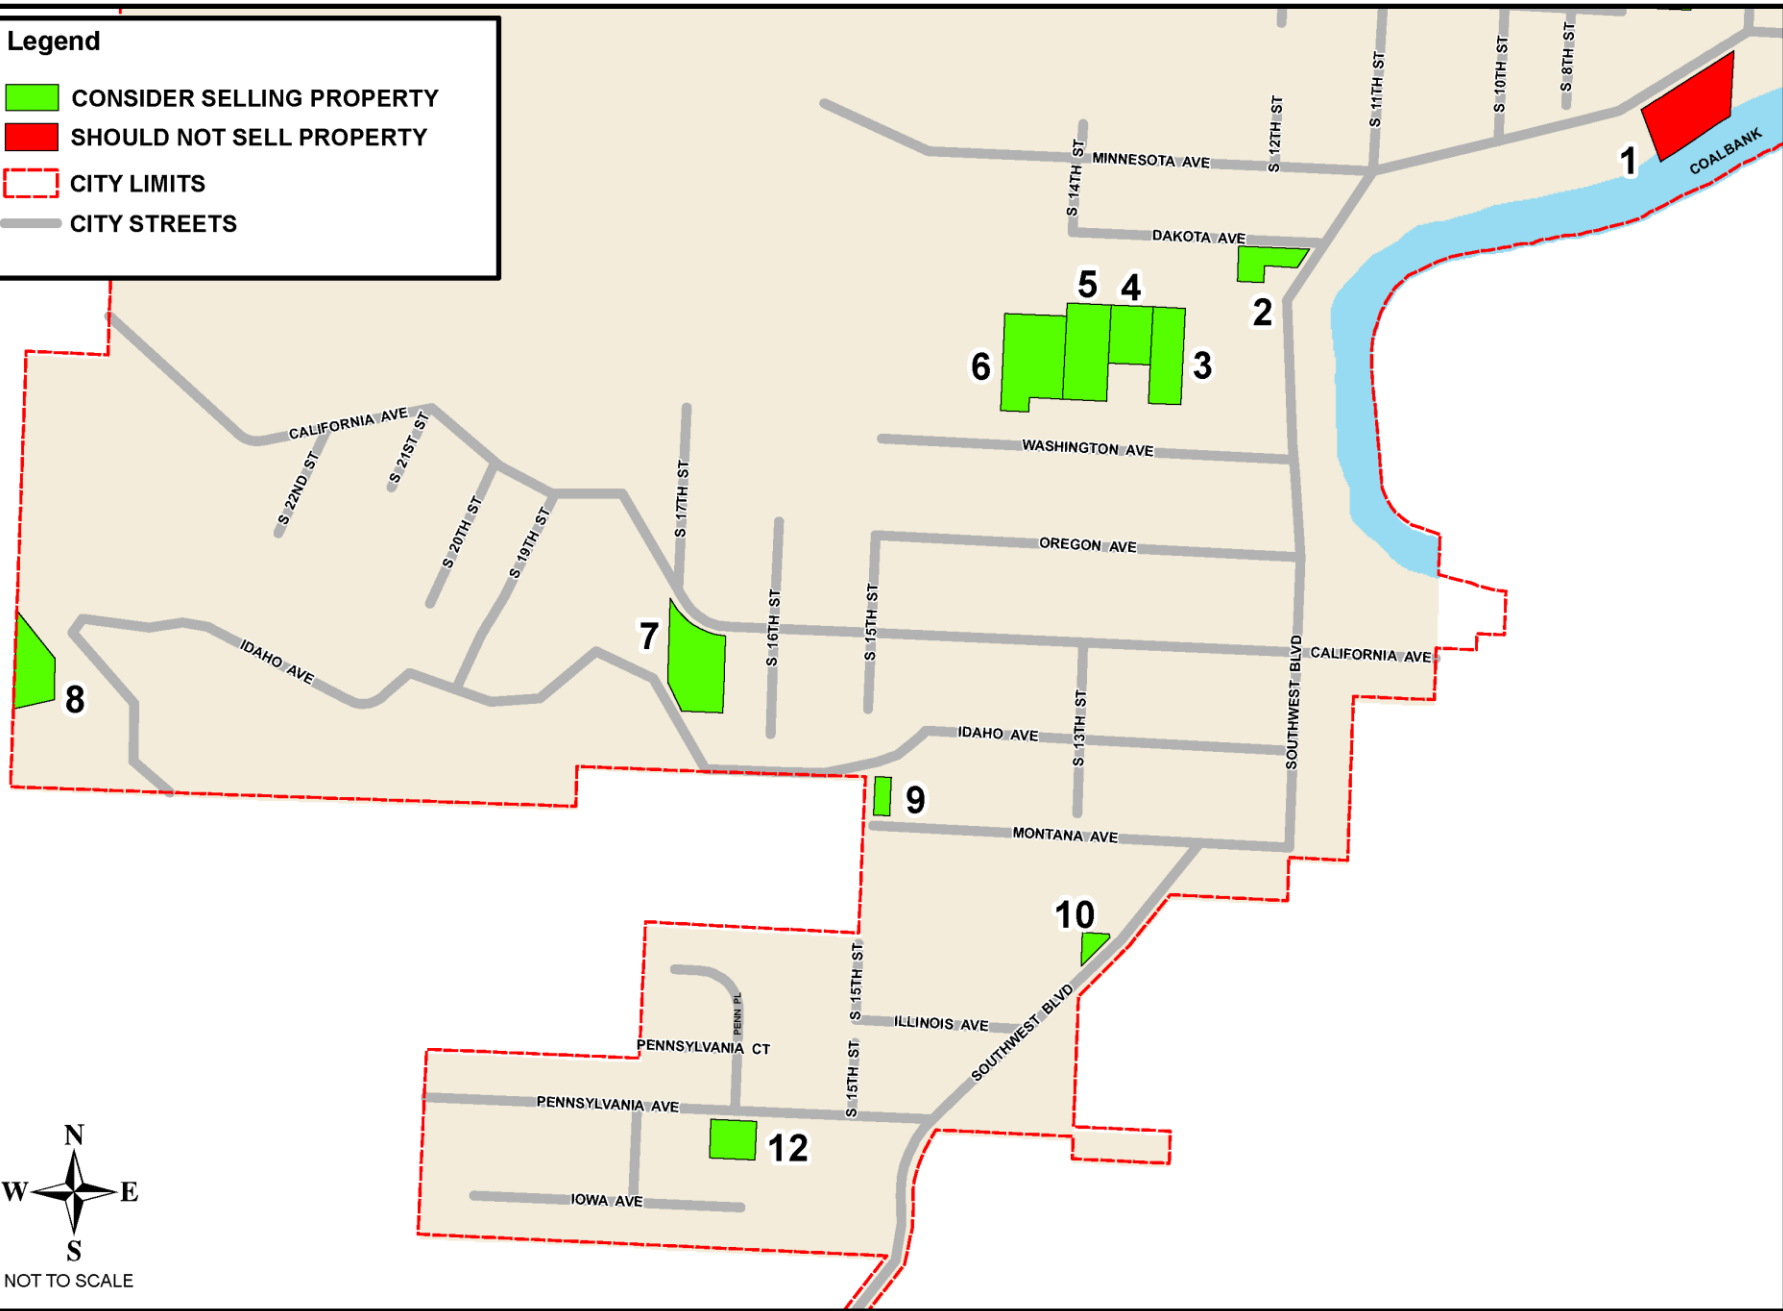 Legend
CONSIDER SELLING PROPERTY
SHOULD NOT SELL PROPERTY
CITY LIMITS
CITY STREETS
S 12TH ST
S 11TH ST
S 10TH ST
S 8TH ST
S 14TH ST
MINNESOTA AVE
1
COALBANK
DAKOTA AVE
2
5
4
6
3
CALIFORNIA AVE
S 22ND ST
S 21ST ST
S 20TH ST
S 19TH ST
S 17TH ST
WASHINGTON AVE
OREGON AVE
S 16TH ST
S 15TH ST
7
8
IDAHO AVE
CALIFORNIA AVE
SOUTHWEST BLVD
S 13TH ST
IDAHO AVE
9
MONTANA AVE
10
S 15TH ST
PENN PL
ILLINOIS AVE
SOUTHWEST BLVD
PENNSYLVANIA CT
S 15TH ST
PENNSYLVANIA AVE
12
IOWA AVE
N
W E
S
NOT TO SCALE